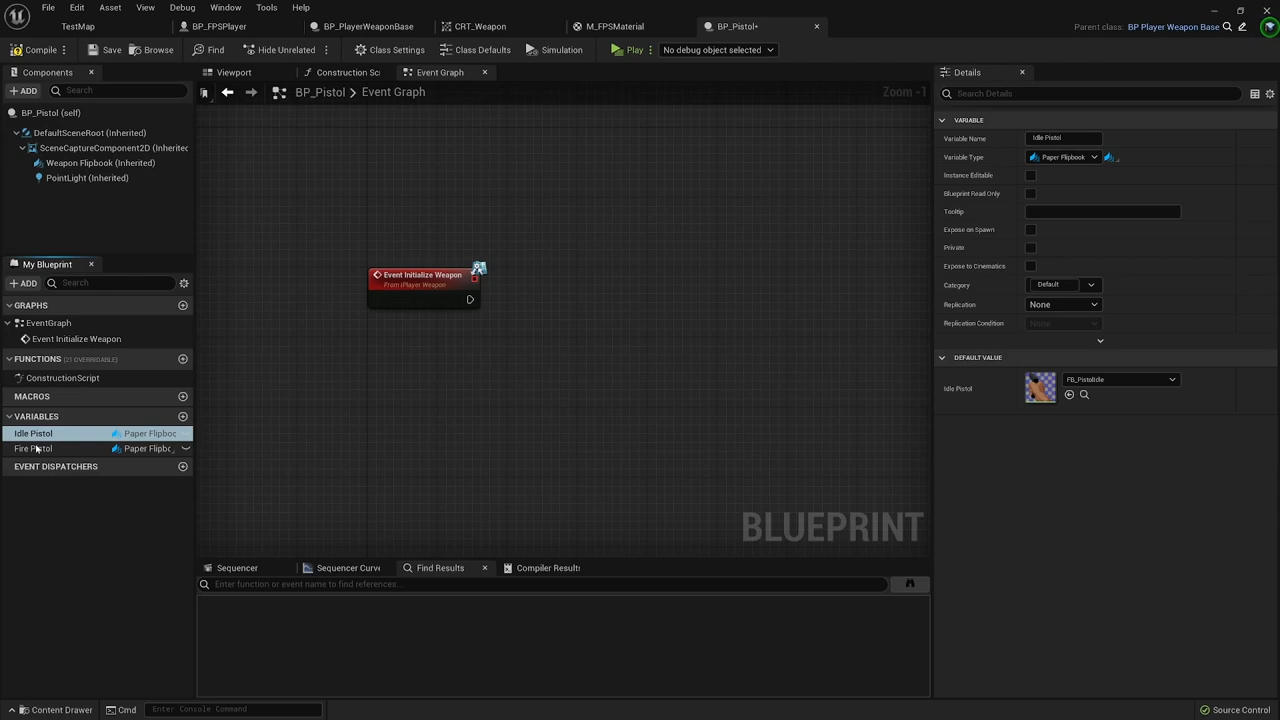 File Edit Asset View Debug Window Tools Help
TestMap BP_FPSPlayer BP_PlayerWeaponBase CRT_Weapon M_FPSMaterial BP_Pistol• Parent class: BP Player Weapon Base
Compile Save Browse Find Hide Unrelated Class Settings Class Defaults Simulation Play No debug object selected
Components Viewport Construction Sc Event Graph Details
ADD Search BP_Pistol > Event Graph Zoom -1 Search Details
BP_Pistol (self)
DefaultSceneRoot (Inherited)
SceneCaptureComponent2D (Inherited
Weapon Flipbook (Inherited)
PointLight (Inherited)
My Blueprint
ADD Search
GRAPHS
EventGraph
Event Initialize Weapon
FUNCTIONS (21 OVERRIDABLE)
ConstructionScript
MACROS
VARIABLES
Idle Pistol Paper Flipboo
Fire Pistol Paper Flipbo
EVENT DISPATCHERS
Event Initialize Weapon
From IPlayer Weapon
BLUEPRINT
VARIABLE
Variable Name Idle Pistol
Variable Type Paper Flipbook
Instance Editable
Blueprint Read Only
Tooltip
Expose on Spawn
Private
Expose to Cinematics
Category Default
Replication None
Replication Condition None
DEFAULT VALUE
Idle Pistol FB_PistolIdle
Sequencer Sequencer Curve Find Results Compiler Results
Enter function or event name to find references...
Content Drawer Cmd Enter Console Command Source Control